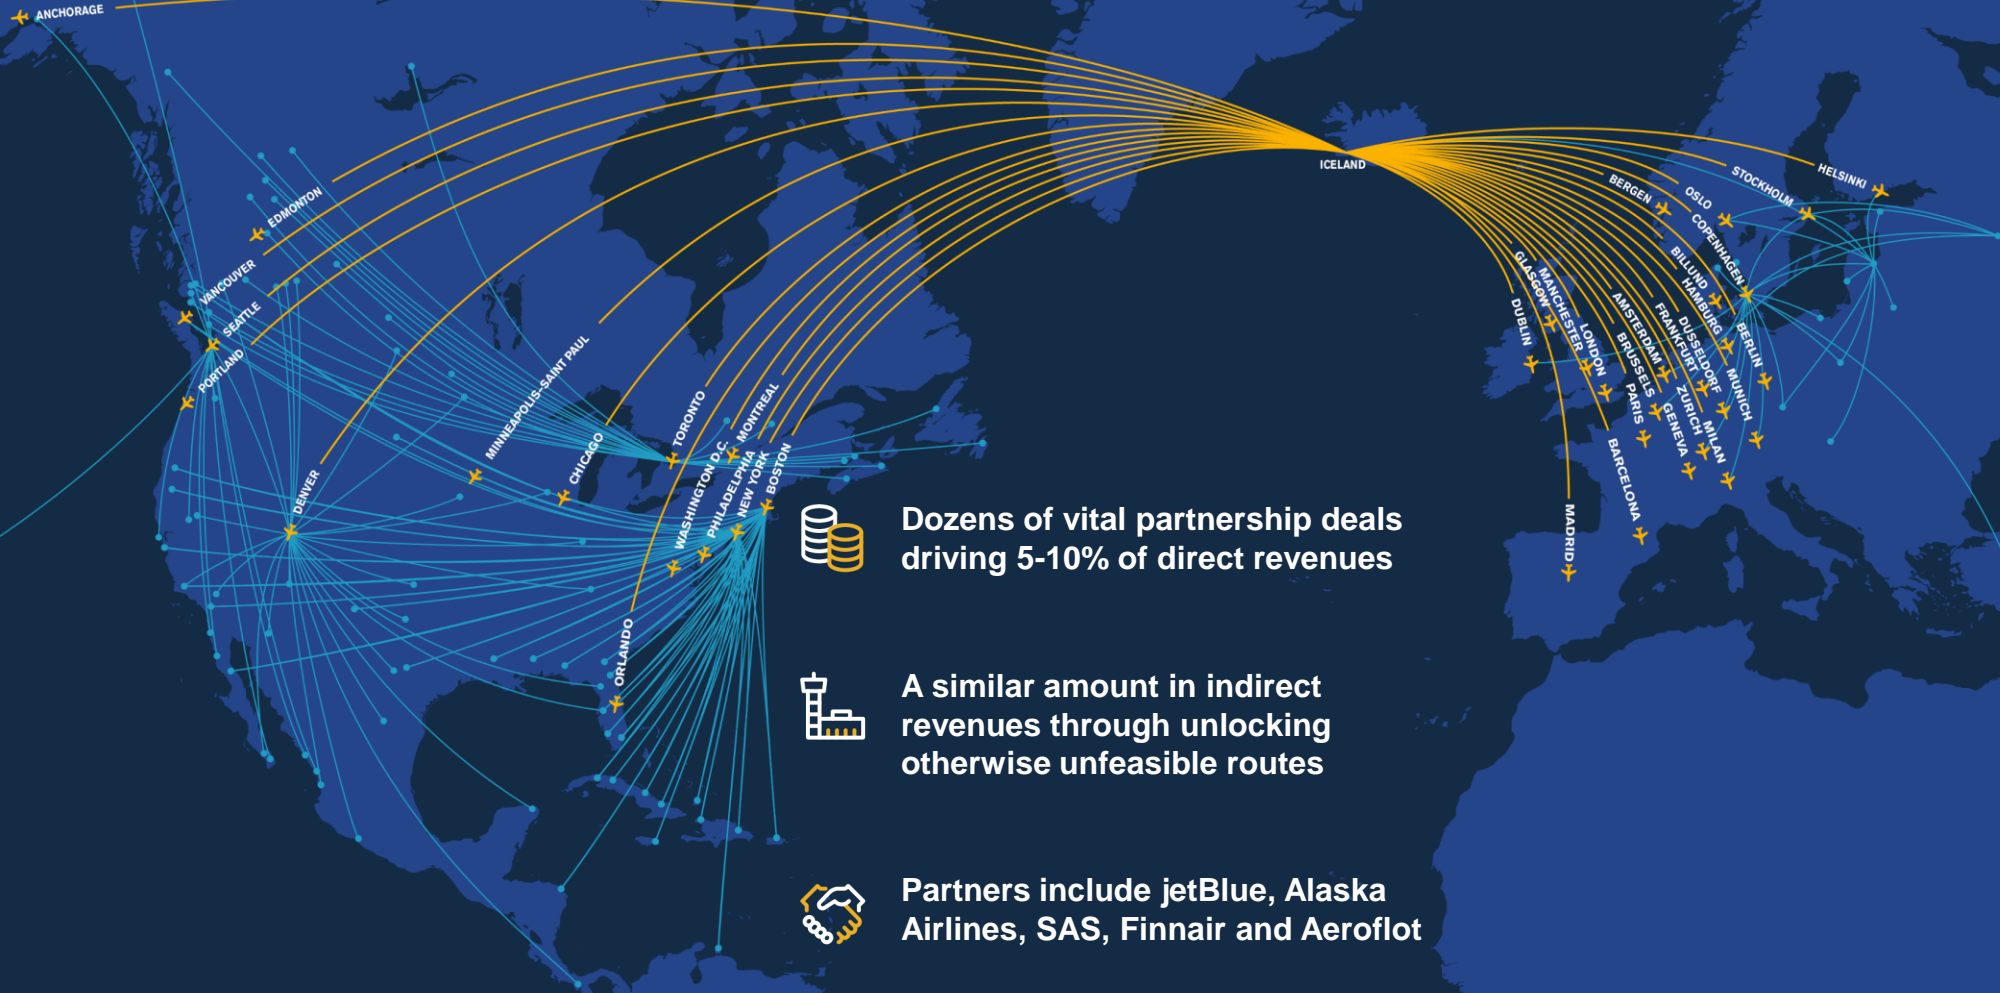 ANCHORAGE
EDMONTON
VANCOUVER
SEATTLE
PORTLAND
DENVER
MINNEAPOLIS-SAINT PAUL
CHICAGO
TORONTO
WASHINGTON D.C.
MONTREAL
PHILADELPHIA
NEW YORK
BOSTON
ORLANDO
ICELAND
BERGEN
OSLO
STOCKHOLM
HELSINKI
COPENHAGEN
BILLUND
HAMBURG
BERLIN
GLASGOW
MANCHESTER
DUBLIN
LONDON
AMSTERDAM
BRUSSELS
PARIS
FRANKFURT
DUSSELDORF
MUNICH
ZURICH
GENEVA
MILAN
BARCELONA
MADRID
Dozens of vital partnership deals
driving 5-10% of direct revenues
A similar amount in indirect
revenues through unlocking
otherwise unfeasible routes
Partners include jetBlue, Alaska
Airlines, SAS, Finnair and Aeroflot